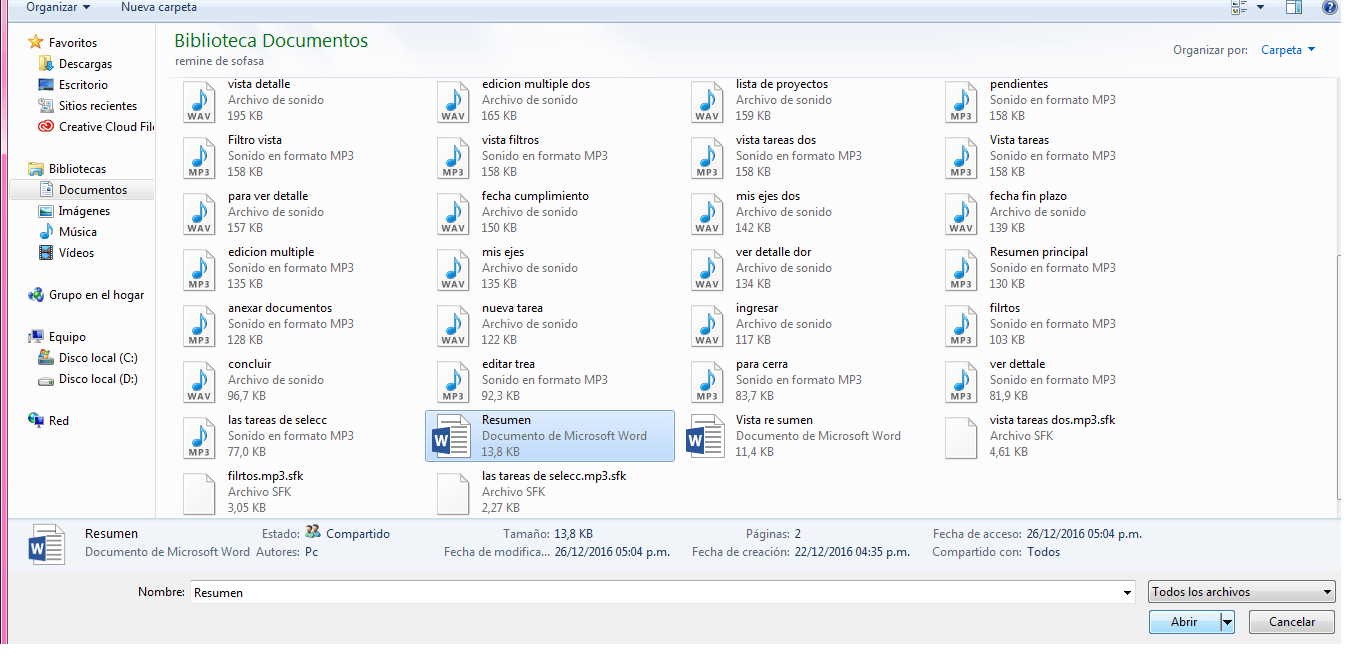 Organizar
Nueva carpeta
Favoritos
Descargas
Escritorio
Sitios recientes
Creative Cloud File
Bibliotecas
Documentos
Imágenes
Música
Vídeos
Grupo en el hogar
Equipo
Disco local (C:)
Disco local (D:)
Red
Biblioteca Documentos
remine de sofasa
Organizar por: Carpeta
vista detalle
Archivo de sonido
195 KB
WAV
edicion multiple dos
Archivo de sonido
165 KB
WAV
lista de proyectos
Archivo de sonido
159 KB
WAV
pendientes
Sonido en formato MP3
158 KB
MP3
Filtro vista
Sonido en formato MP3
158 KB
MP3
vista filtros
Sonido en formato MP3
158 KB
MP3
vista tareas dos
Sonido en formato MP3
158 KB
MP3
Vista tareas
Sonido en formato MP3
158 KB
MP3
para ver detalle
Archivo de sonido
157 KB
WAV
fecha cumplimiento
Archivo de sonido
150 KB
WAV
mis ejes dos
Archivo de sonido
142 KB
WAV
fecha fin plazo
Archivo de sonido
139 KB
WAV
edicion multiple
Sonido en formato MP3
135 KB
MP3
mis ejes
Archivo de sonido
135 KB
WAV
ver detalle dor
Archivo de sonido
134 KB
WAV
Resumen principal
Sonido en formato MP3
130 KB
MP3
anexar documentos
Sonido en formato MP3
128 KB
MP3
nueva tarea
Archivo de sonido
122 KB
WAV
ingresar
Archivo de sonido
117 KB
WAV
filrtos
Sonido en formato MP3
103 KB
MP3
concluir
Archivo de sonido
96,7 KB
WAV
editar trea
Sonido en formato MP3
92,3 KB
MP3
para cerra
Sonido en formato MP3
83,7 KB
MP3
ver dettale
Sonido en formato MP3
81,9 KB
MP3
las tareas de selecc
Sonido en formato MP3
77,0 KB
MP3
Resumen
Documento de Microsoft Word
13,8 KB
W
Vista re sumen
Documento de Microsoft Word
11,4 KB
W
vista tareas dos.mp3.sfk
Archivo SFK
4,61 KB
filrtos.mp3.sfk
Archivo SFK
3,05 KB
las tareas de selecc.mp3.sfk
Archivo SFK
2,27 KB
W
Resumen
Documento de Microsoft Word
Estado: Compartido
Autores: Pc
Tamaño: 13,8 KB
Fecha de modifica... 26/12/2016 05:04 p.m.
Páginas: 2
Fecha de creación: 22/12/2016 04:35 p.m.
Fecha de acceso: 26/12/2016 05:04 p.m.
Compartido con: Todos
Nombre: Resumen
Todos los archivos
Abrir
Cancelar